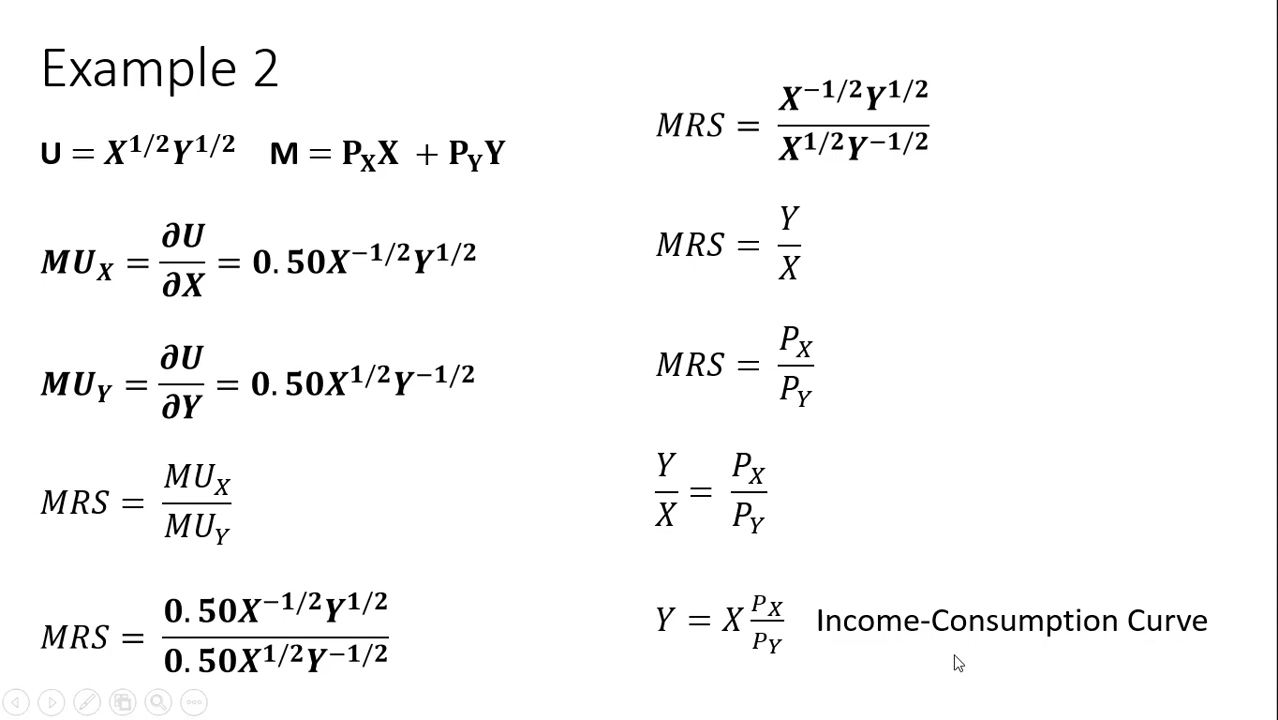 Example 2
U = X^{1/2}Y^{1/2} M = P_XX + P_YY
MU_X = ∂U/∂X = 0.50X^{−1/2}Y^{1/2}
MU_Y = ∂U/∂Y = 0.50X^{1/2}Y^{−1/2}
MRS = MU_X/MU_Y
MRS = 0.50X^{−1/2}Y^{1/2}/0.50X^{1/2}Y^{−1/2}
MRS = X^{−1/2}Y^{1/2}/X^{1/2}Y^{−1/2}
MRS = Y/X
MRS = P_X/P_Y
Y/X = P_X/P_Y
Y = X P_X/P_Y Income-Consumption Curve